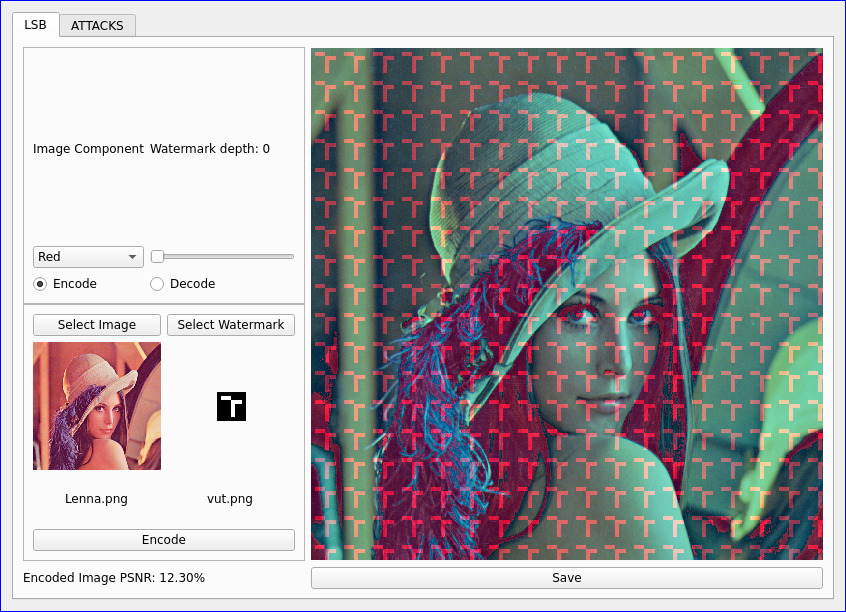 LSB ATTACKS
Image Component Watermark depth: 0
Red
Encode Decode
Select Image Select Watermark
Lenna.png vut.png
Encode
Encoded Image PSNR: 12.30%
Save